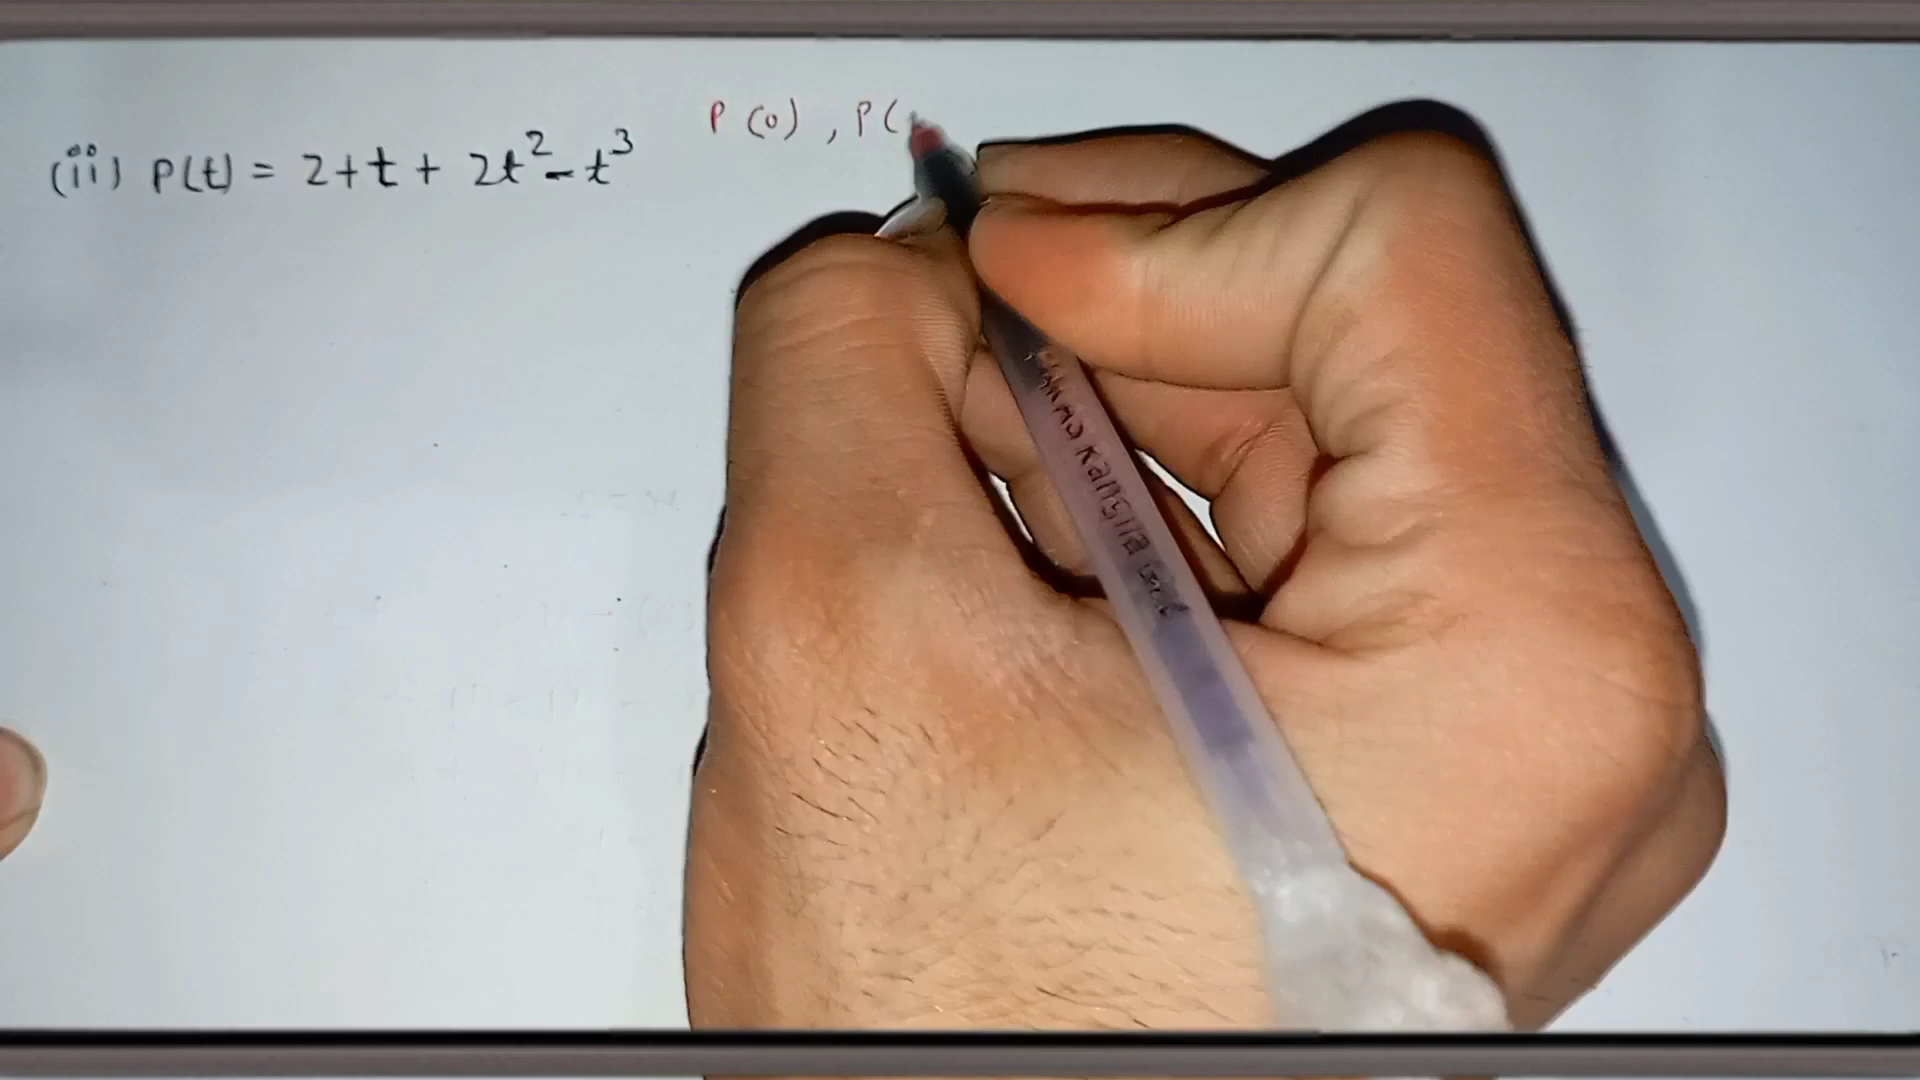 P(0), P(
(ii) P(t) = 2+t+ 2t²-t³